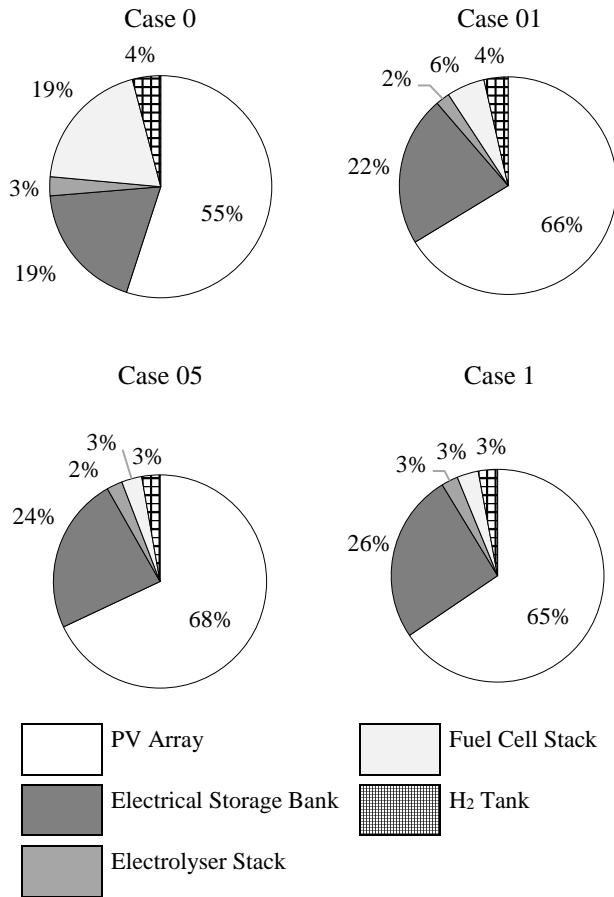 Case 0
4%
19%
3%
55%
19%
Case 01
4%
6%
2%
22%
66%
Case 05
3%
3%
2%
24%
68%
Case 1
3%
3%
3%
26%
65%
PV Array
Fuel Cell Stack
Electrical Storage Bank
H2 Tank
Electrolyser Stack